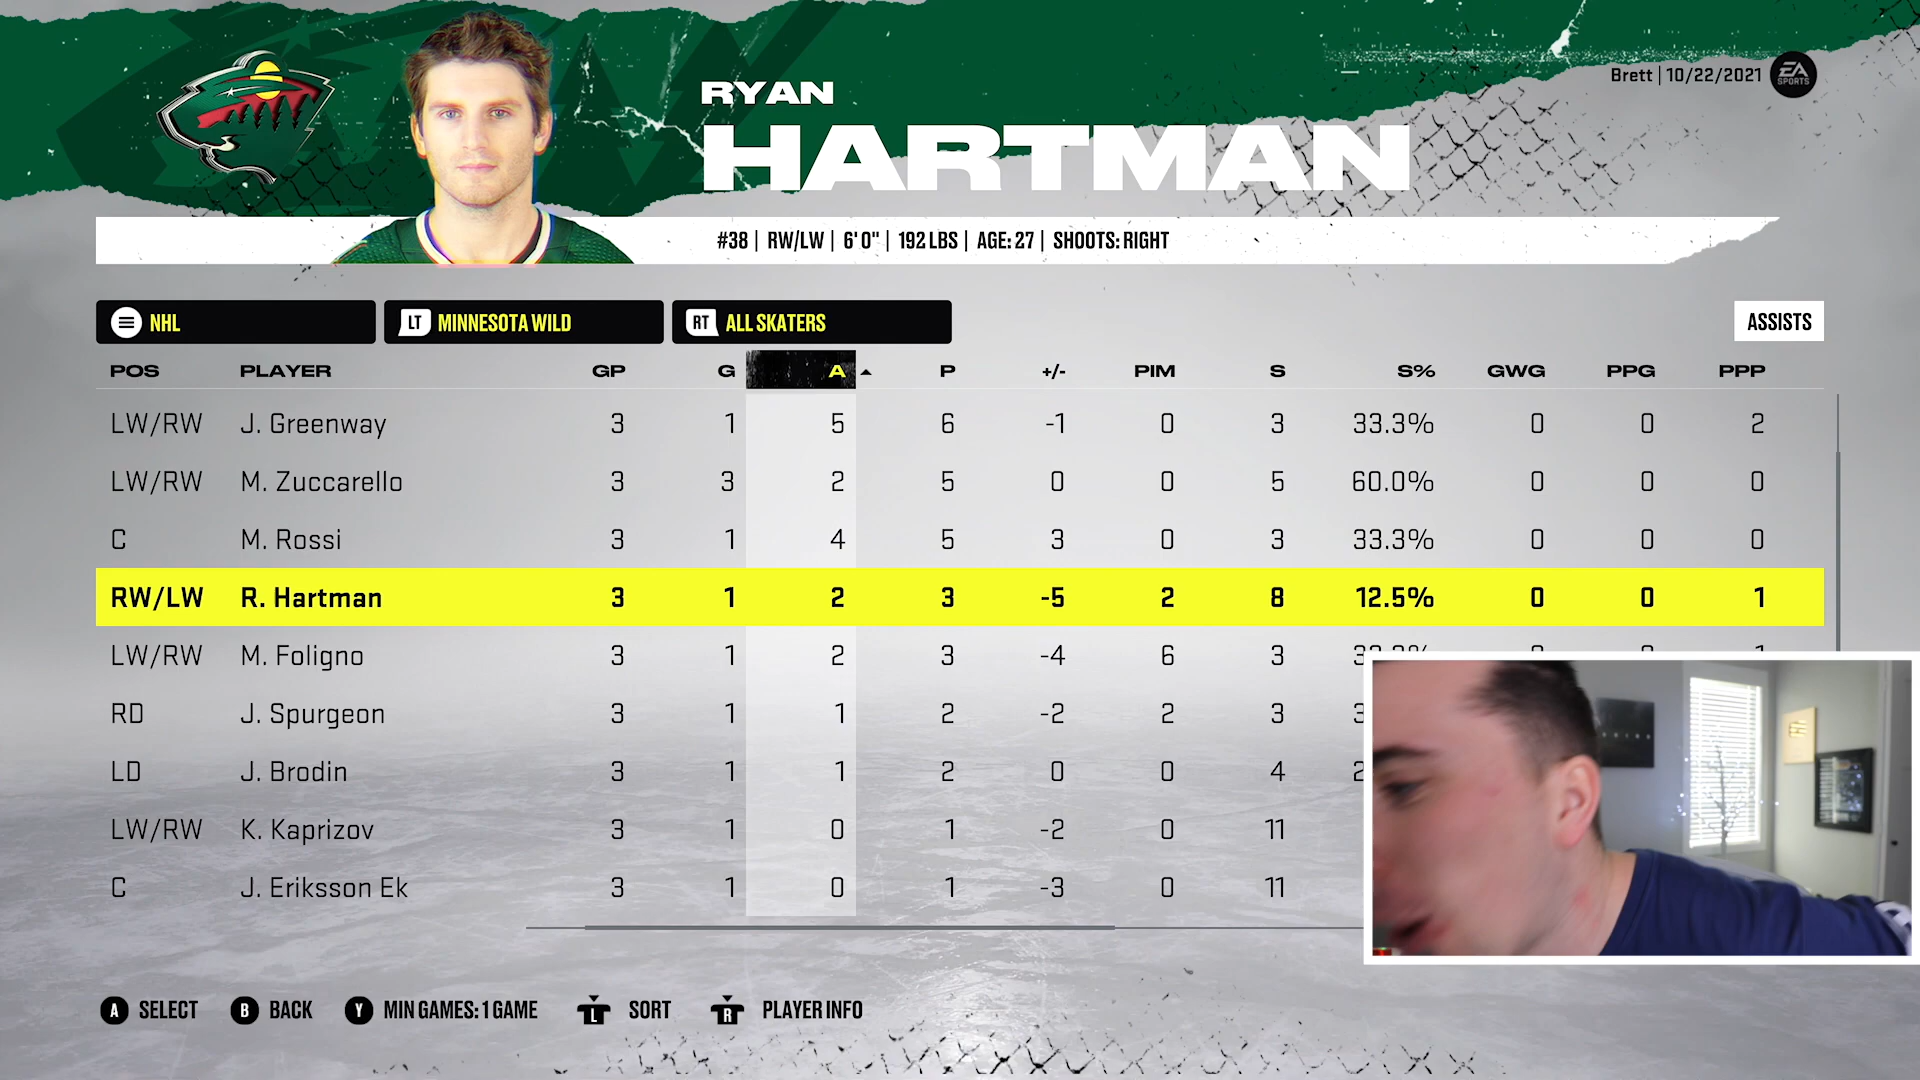 RYAN
HARTMAN
Brett | 10/22/2021
EA
SPORTS
#38 | RW/LW | 6' 0" | 192 LBS | AGE: 27 | SHOOTS: RIGHT
NHL LT MINNESOTA WILD RT ALL SKATERS ASSISTS
POS PLAYER GP G A P +/- PIM S S% GWG PPG PPP
LW/RW J. Greenway 3 1 5 6 -1 0 3 33.3% 0 0 2
LW/RW M. Zuccarello 3 3 2 5 0 0 5 60.0% 0 0 0
C M. Rossi 3 1 4 5 3 0 3 33.3% 0 0 0
RW/LW R. Hartman 3 1 2 3 -5 2 8 12.5% 0 0 1
LW/RW M. Foligno 3 1 2 3 -4 6 3
RD J. Spurgeon 3 1 1 2 -2 2 3
LD J. Brodin 3 1 1 2 0 0 4
LW/RW K. Kaprizov 3 1 0 1 -2 0 11
C J. Eriksson Ek 3 1 0 1 -3 0 11
A SELECT B BACK Y MIN GAMES: 1 GAME L SORT R PLAYER INFO